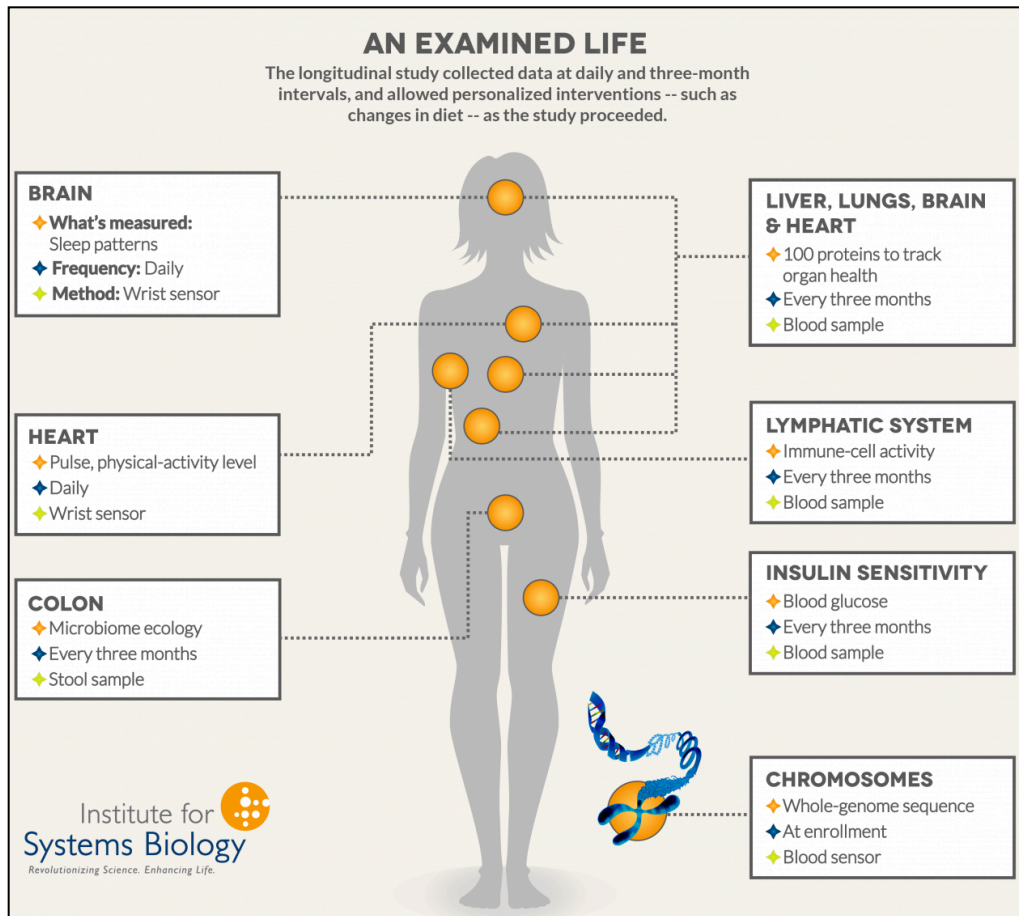 AN EXAMINED LIFE
The longitudinal study collected data at daily and three-month
intervals, and allowed personalized interventions -- such as
changes in diet -- as the study proceeded.
BRAIN
What's measured:
Sleep patterns
Frequency: Daily
Method: Wrist sensor
HEART
Pulse, physical-activity level
Daily
Wrist sensor
COLON
Microbiome ecology
Every three months
Stool sample
LIVER, LUNGS, BRAIN
& HEART
100 proteins to track
organ health
Every three months
Blood sample
LYMPHATIC SYSTEM
Immune-cell activity
Every three months
Blood sample
INSULIN SENSITIVITY
Blood glucose
Every three months
Blood sample
CHROMOSOMES
Whole-genome sequence
At enrollment
Blood sensor
Institute for
Systems Biology
Revolutionizing Science. Enhancing Life.